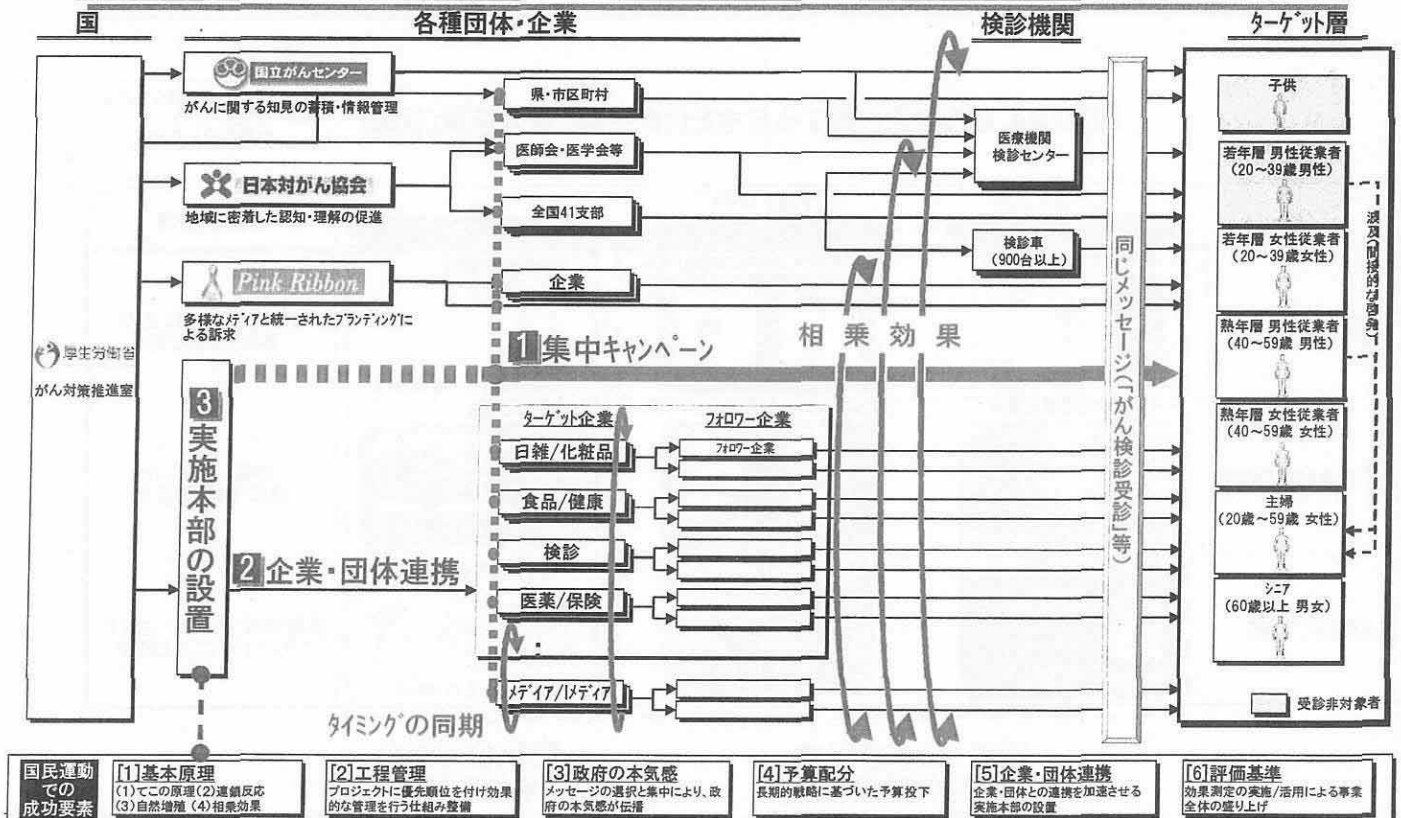 国
各種団体・企業
検診機関
ターゲット層
国立がんセンター
がんに関する知見の蓄積・情報管理
日本対がん協会
地域に密着した認知・理解の促進
Pink Ribbon
多様なメディアと統一されたブランディングに
よる訴求
厚生労働省
がん対策推進室
県・市区町村
医師会・医学会等
全国41支部
企業
医療機関
検診センター
検診車
(900台以上)
1集中キャンペーン
相乗効果
3実施本部の設置
2企業・団体連携
ターゲット企業
フォロワー企業
日雑/化粧品
フォロワー企業
食品/健康
検診
医薬/保険
:
メディア/Iメディア
タイミングの同期
同じメッセージ(「がん検診受診」等)
子供
若年層 男性従業者
(20~39歳男性)
若年層 女性従業者
(20~39歳女性)
熟年層 男性従業者
(40~59歳 男性)
熟年層 女性従業者
(40~59歳 女性)
主婦
(20歳~59歳 女性)
シニア
(60歳以上 男女)
波及(間接的な啓発)
受診非対象者
国民運動
での
成功要素
[1]基本原理
(1)てこの原理(2)連鎖反応
(3)自然増殖 (4)相乗効果
[2]工程管理
プロジェクトに優先順位を付け効果
的な管理を行う仕組み整備
[3]政府の本気感
メッセージの選択と集中により、政
府の本気感が伝播
[4]予算配分
長期的戦略に基づいた予算投下
[5]企業・団体連携
企業・団体との連携を加速させる
実施本部の設置
[6]評価基準
効果測定の実施/活用による事業
全体の盛り上げ